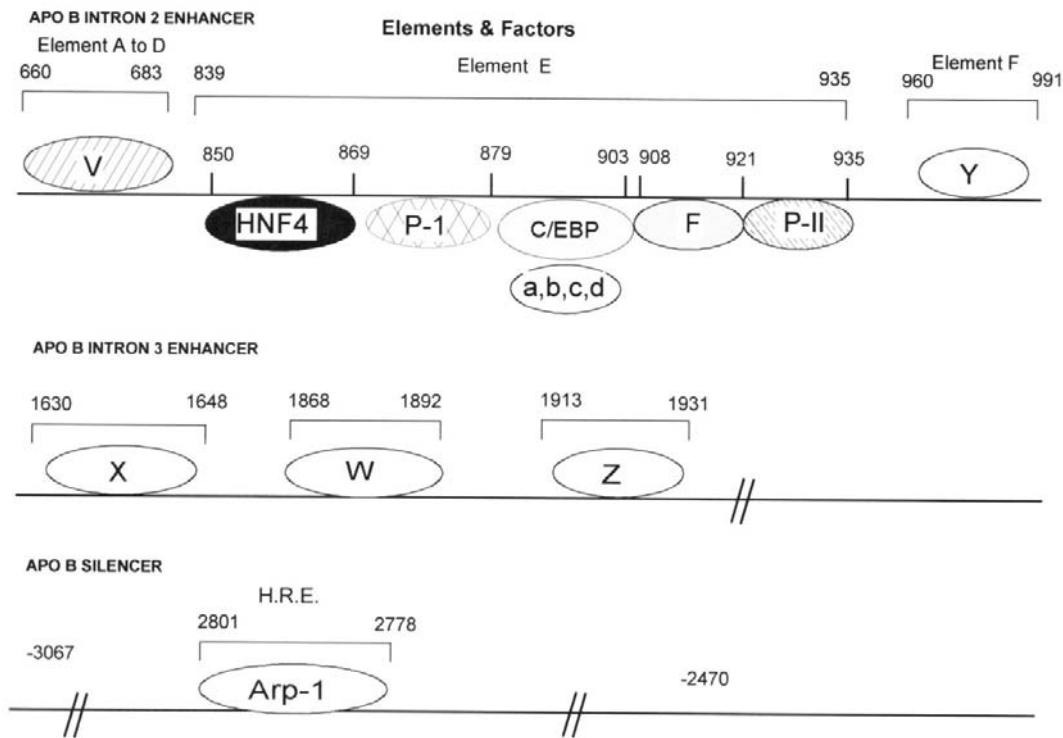 APO B INTRON 2 ENHANCER
Elements & Factors
Element A to D
Element E
Element F
660 683 839 935 960 991
850 869 879 903 908 921 935
V
Y
HNF4 P-1 C/EBP F P-II
a,b,c,d
APO B INTRON 3 ENHANCER
1630 1648 1868 1892 1913 1931
X W Z
APO B SILENCER
H.R.E.
2801 2778
-3067
-2470
Arp-1